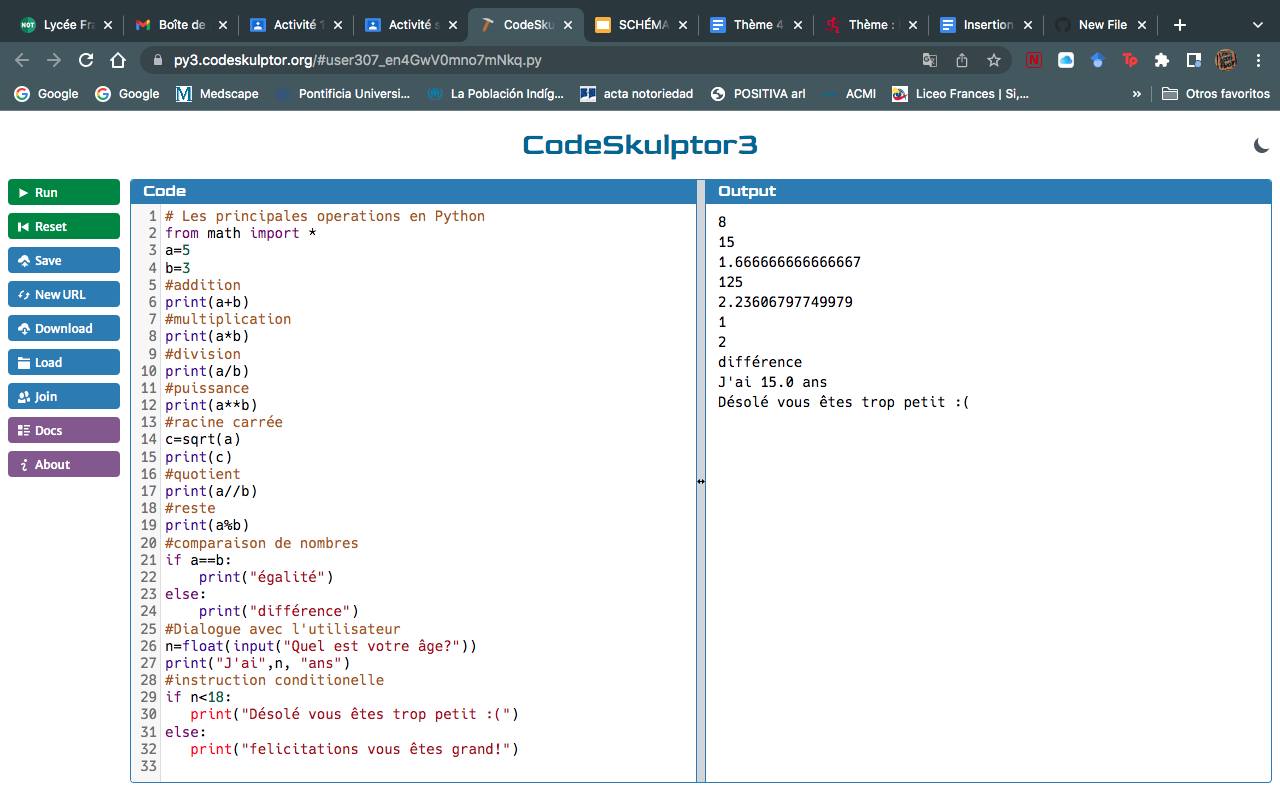 Lycée Fra
Boîte de
Activité 1
Activité s
CodeSku
SCHÉMA
Thème 4
Thème :
Insertion
New File
py3.codeskulptor.org/#user307_en4GwV0mno7mNkq.py
Google
Google
Medscape
Pontificia Universi...
La Población Indíg...
acta notoriedad
POSITIVA arl
ACMI
Liceo Frances | Si,...
»
Otros favoritos
CodeSkulptor3
Run
Reset
Save
New URL
Download
Load
Join
Docs
About
Code
1 # Les principales operations en Python
2 from math import *
3 a=5
4 b=3
5 #addition
6 print(a+b)
7 #multiplication
8 print(a*b)
9 #division
10 print(a/b)
11 #puissance
12 print(a**b)
13 #racine carrée
14 c=sqrt(a)
15 print(c)
16 #quotient
17 print(a//b)
18 #reste
19 print(a%b)
20 #comparaison de nombres
21 if a==b:
22     print("égalité")
23 else:
24     print("différence")
25 #Dialogue avec l'utilisateur
26 n=float(input("Quel est votre âge?"))
27 print("J'ai",n, "ans")
28 #instruction conditionelle
29 if n<18:
30    print("Désolé vous êtes trop petit :(")
31 else:
32    print("felicitations vous êtes grand!")
33
Output
8
15
1.666666666666667
125
2.23606797749979
1
2
différence
J'ai 15.0 ans
Désolé vous êtes trop petit :(